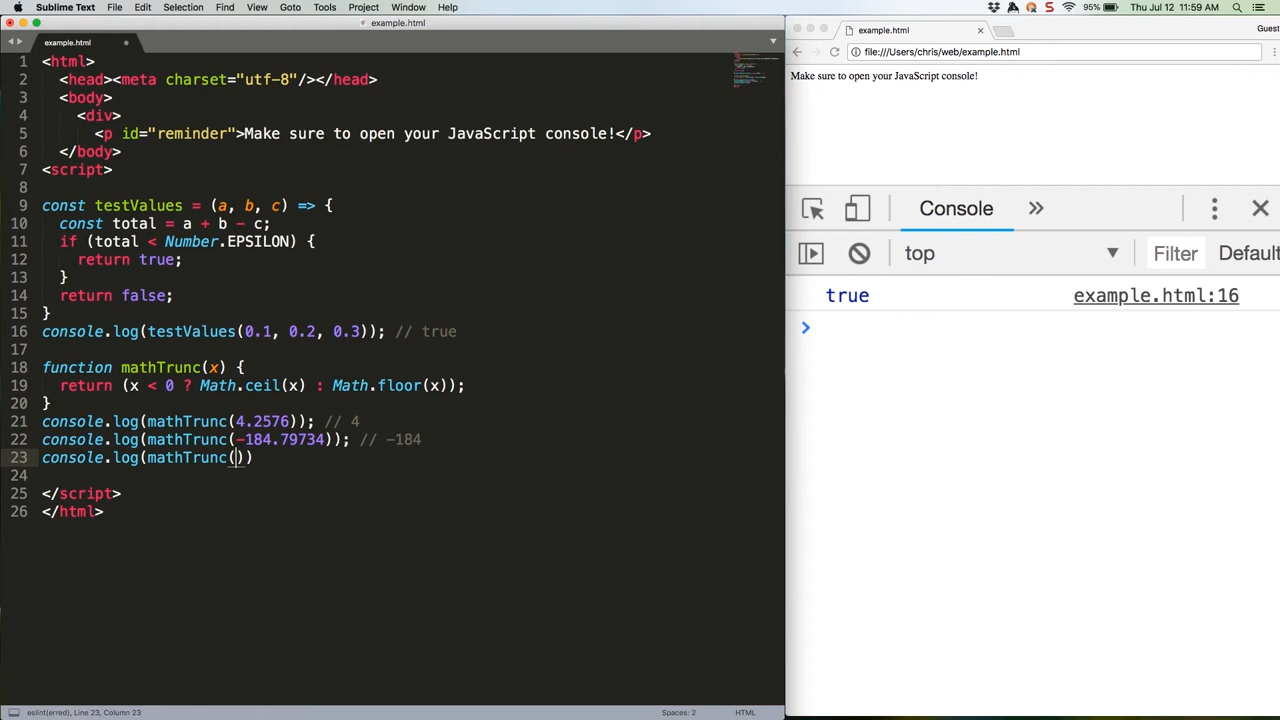 Sublime Text File Edit Selection Find View Goto Tools Project Window Help 95% Thu Jul 12 11:59 AM
example.html
example.html
1 <html>
2 <head><meta charset="utf-8"/></head>
3 <body>
4 <div>
5 <p id="reminder">Make sure to open your JavaScript console!</p>
6 </body>
7 <script>
8
9 const testValues = (a, b, c) => {
10 const total = a + b - c;
11 if (total < Number.EPSILON) {
12 return true;
13 }
14 return false;
15 }
16 console.log(testValues(0.1, 0.2, 0.3)); // true
17
18 function mathTrunc(x) {
19 return (x < 0 ? Math.ceil(x) : Math.floor(x));
20 }
21 console.log(mathTrunc(4.2576)); // 4
22 console.log(mathTrunc(-184.79734)); // -184
23 console.log(mathTrunc())
24
25 </script>
26 </html>
eslint(erred), Line 23, Column 23 Spaces: 2 HTML
example.html Guest
file:///Users/chris/web/example.html
Make sure to open your JavaScript console!
Console »
top Filter Default
true example.html:16
>